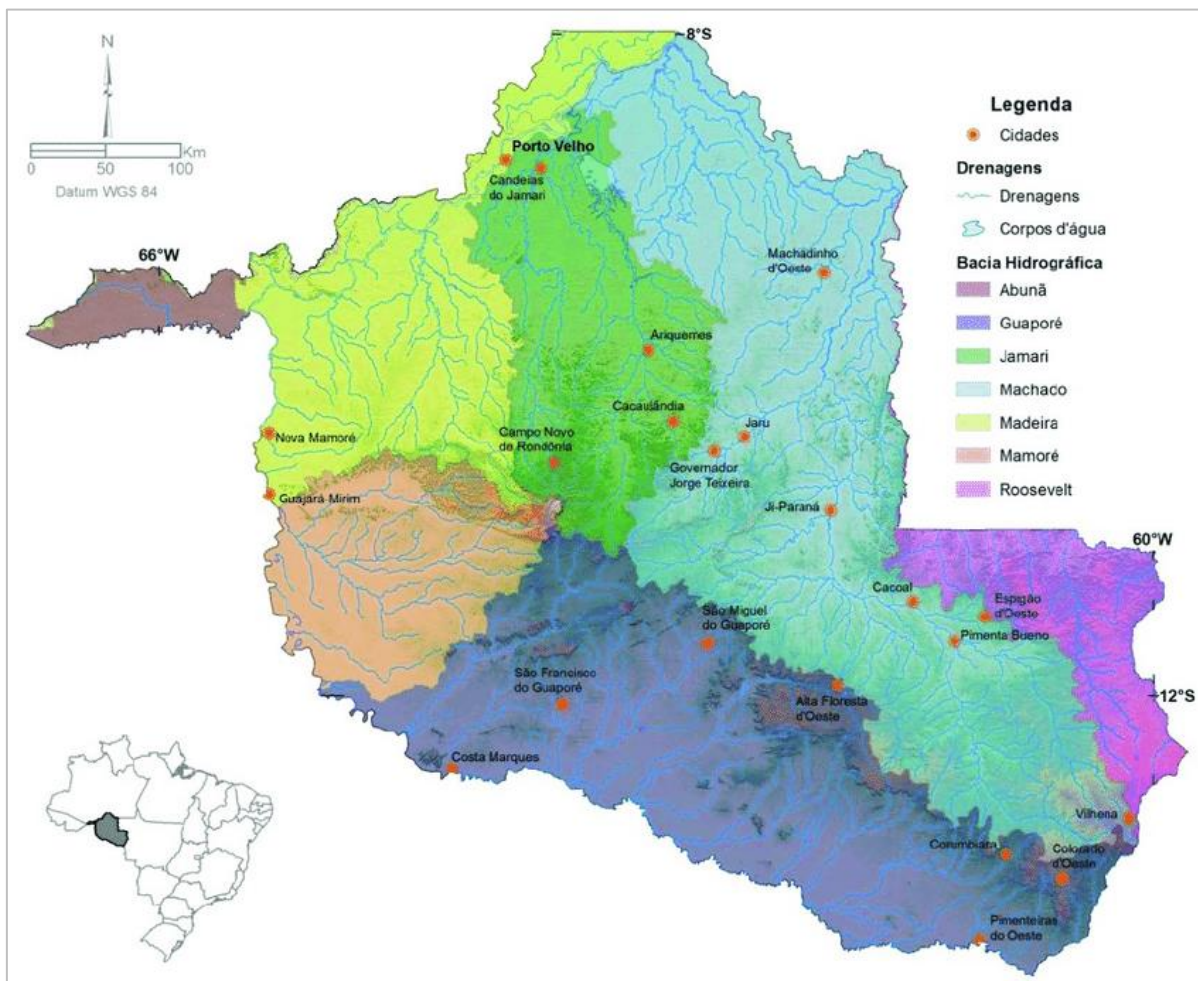 N
Km
0 50 100
Datum WGS 84
8°S
66°W
60°W
12°S
Porto Velho
Candeias
do Jamari
Machadinho
d'Oeste
Ariquemes
Cacaulândia
Jaru
Nova Mamoré
Campo Novo
de Rondônia
Governador
Jorge Teixeira
Guajará-Mirim
Ji-Paraná
Cacoal
Espigão
d'Oeste
São Miguel
do Guaporé
Pimenta Bueno
São Francisco
do Guaporé
Alta Floresta
d'Oeste
Costa Marques
Vilhena
Corumbiara
Colorado
d'Oeste
Pimenteiras
do Oeste
Legenda
Cidades
Drenagens
Drenagens
Corpos d'água
Bacia Hidrográfica
Abunã
Guaporé
Jamari
Machado
Madeira
Mamoré
Roosevelt